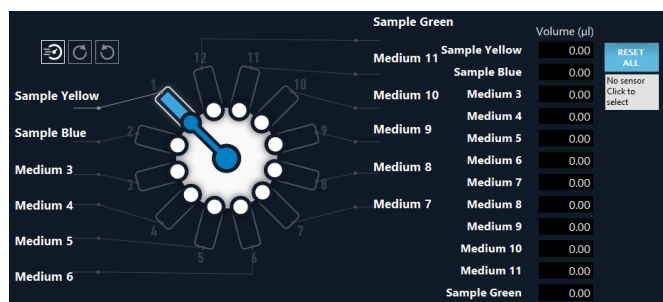 Sample Green
Volume (µl)
Medium 11
Sample Yellow
0.00
RESET
ALL
Sample Blue
0.00
No sensor
Click to
select
12
11
1
10
Sample Yellow
Medium 10
Medium 3
0.00
Medium 4
0.00
Sample Blue
2
9
Medium 9
Medium 5
0.00
Medium 6
0.00
Medium 3
3
8
Medium 8
Medium 7
0.00
Medium 4
Medium 7
Medium 8
0.00
4
7
Medium 9
0.00
Medium 5
5
6
Medium 10
0.00
Medium 6
Medium 11
0.00
Sample Green
0.00